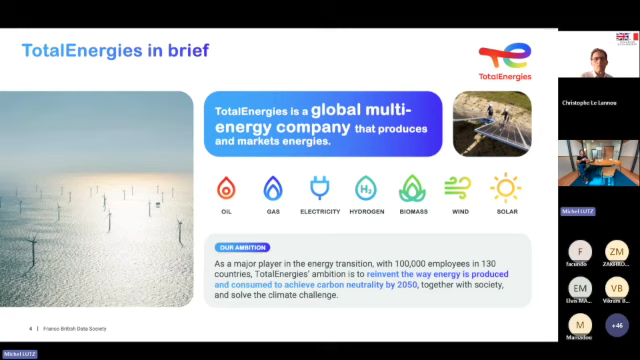 TotalEnergies in brief
TotalEnergies
TotalEnergies is a global multi-
energy company that produces
and markets energies.
H2
OIL
GAS
ELECTRICITY
HYDROGEN
BIOMASS
WIND
SOLAR
OUR AMBITION
As a major player in the energy transition, with 100,000 employees in 130
countries, TotalEnergies' ambition is to reinvent the way energy is produced
and consumed to achieve carbon neutrality by 2050, together with society,
and solve the climate challenge.
4 | Franco British Data Society
Michel LUTZ
Christophe Le Lannou
Michel LUTZ
F
facundo
ZM
EM
VB
M
Mamadou
+46